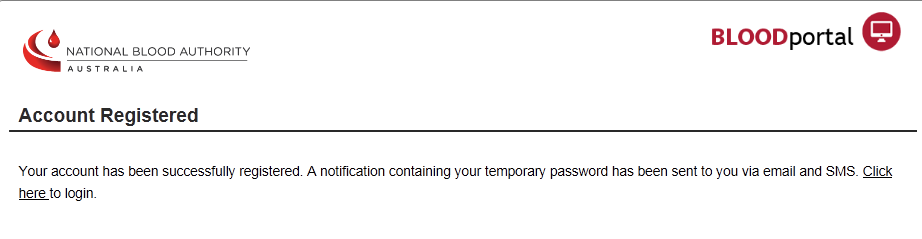 NATIONAL BLOOD AUTHORITY
AUSTRALIA
BLOODportal
Account Registered
Your account has been successfully registered. A notification containing your temporary password has been sent to you via email and SMS. Click
here to login.